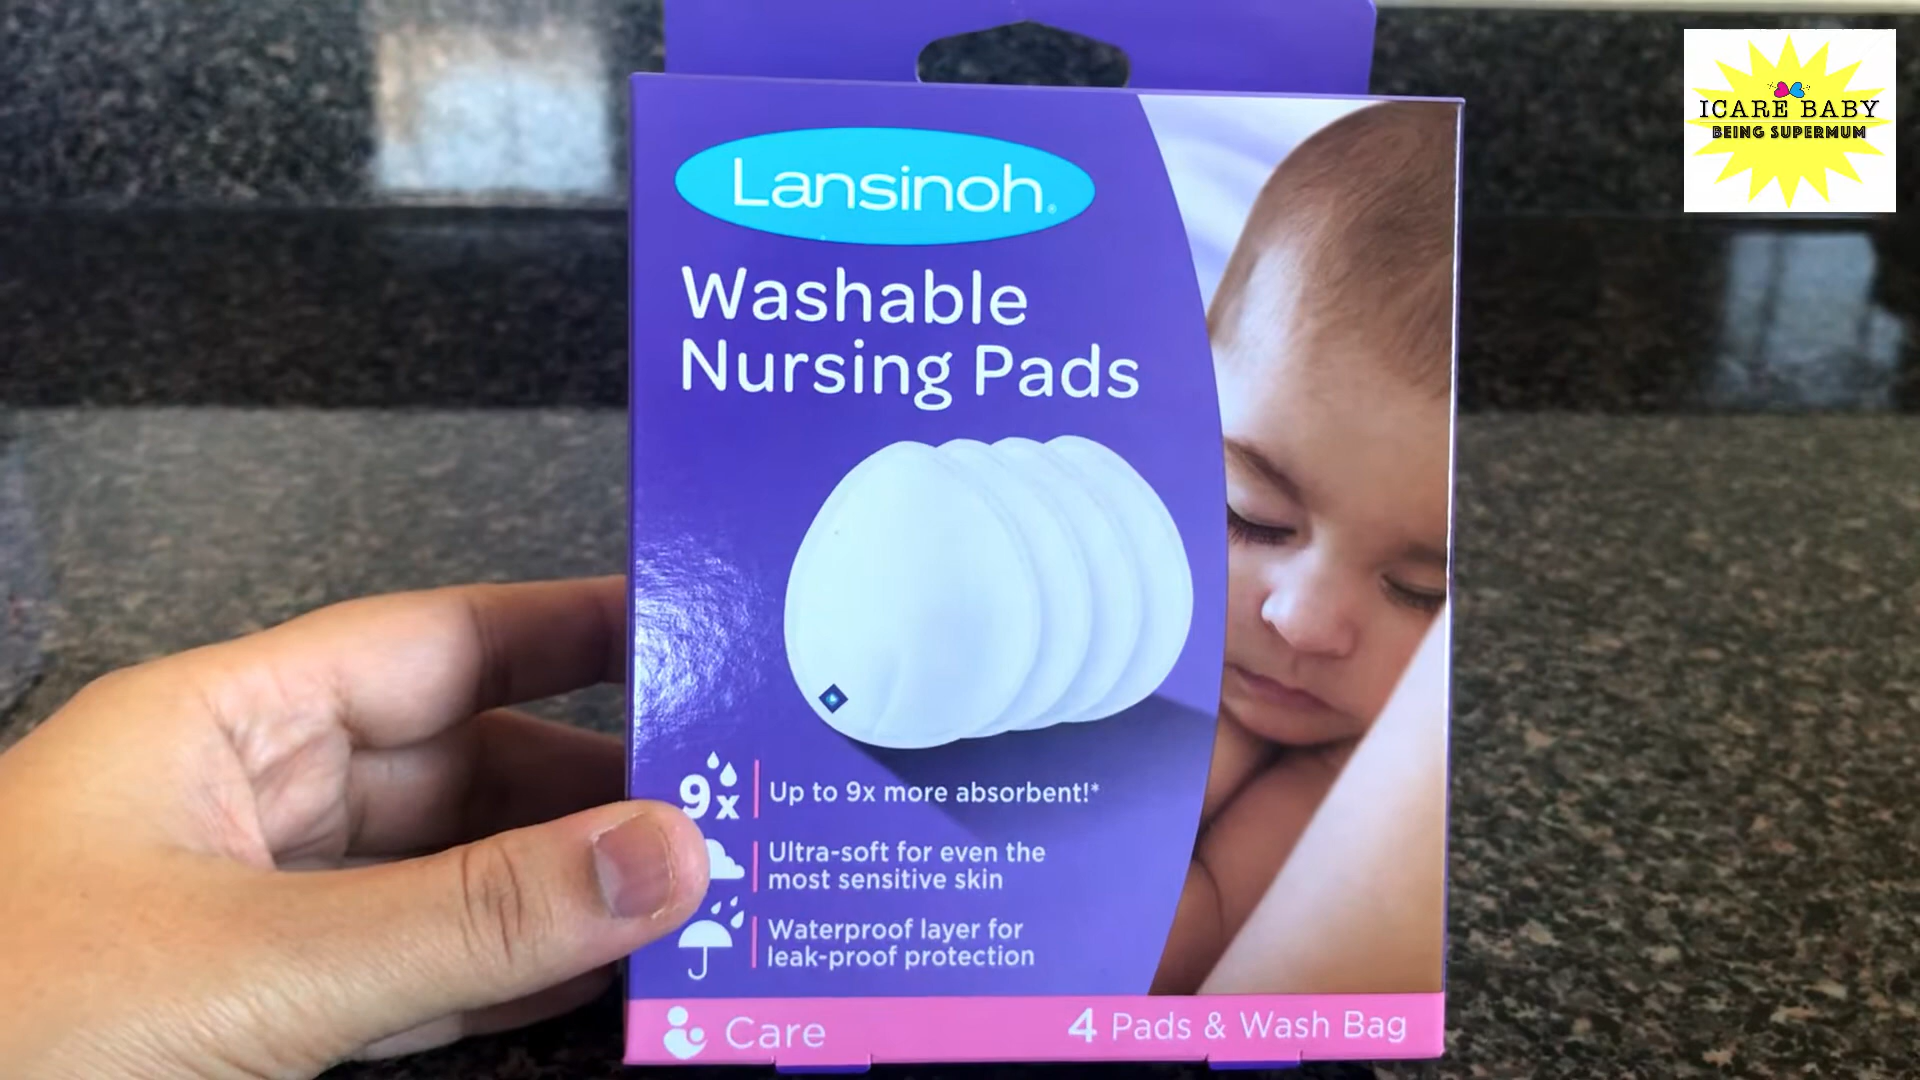 ICARE BABY
BEING SUPERMUM
Lansinoh®
Washable
Nursing Pads
9x
Up to 9x more absorbent!*
Ultra-soft for even the
most sensitive skin
Waterproof layer for
leak-proof protection
Care
4 Pads & Wash Bag